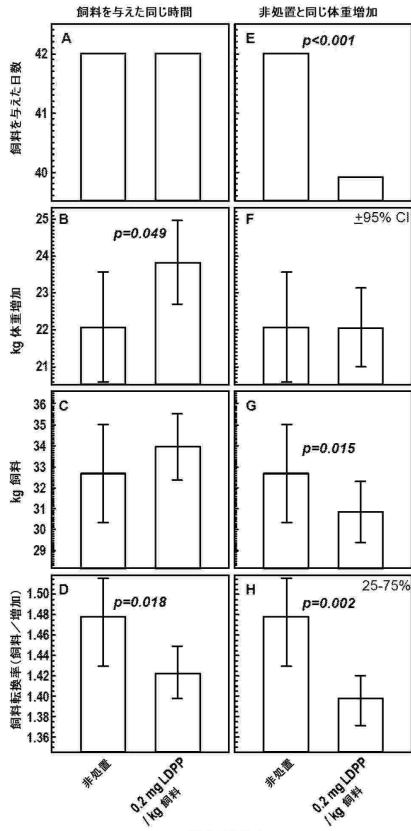 飼料を与えた同じ時間
非処置と同じ体重増加
A
飼料を与えた日数
42
41
40
E
p<0.001
B
kg 体重増加
25
24
23
22
21
p=0.049
F
±95% CI
C
kg 飼料
36
35
34
33
32
31
30
29
G
p=0.015
D
飼料転換率(飼料/増加)
1.48
1.46
1.44
1.42
1.40
1.38
1.36
p=0.018
H
25-75%
p=0.002
非処置
0.2 mg LDPP
/ kg 飼料
非処置
0.2 mg LDPP
/ kg 飼料